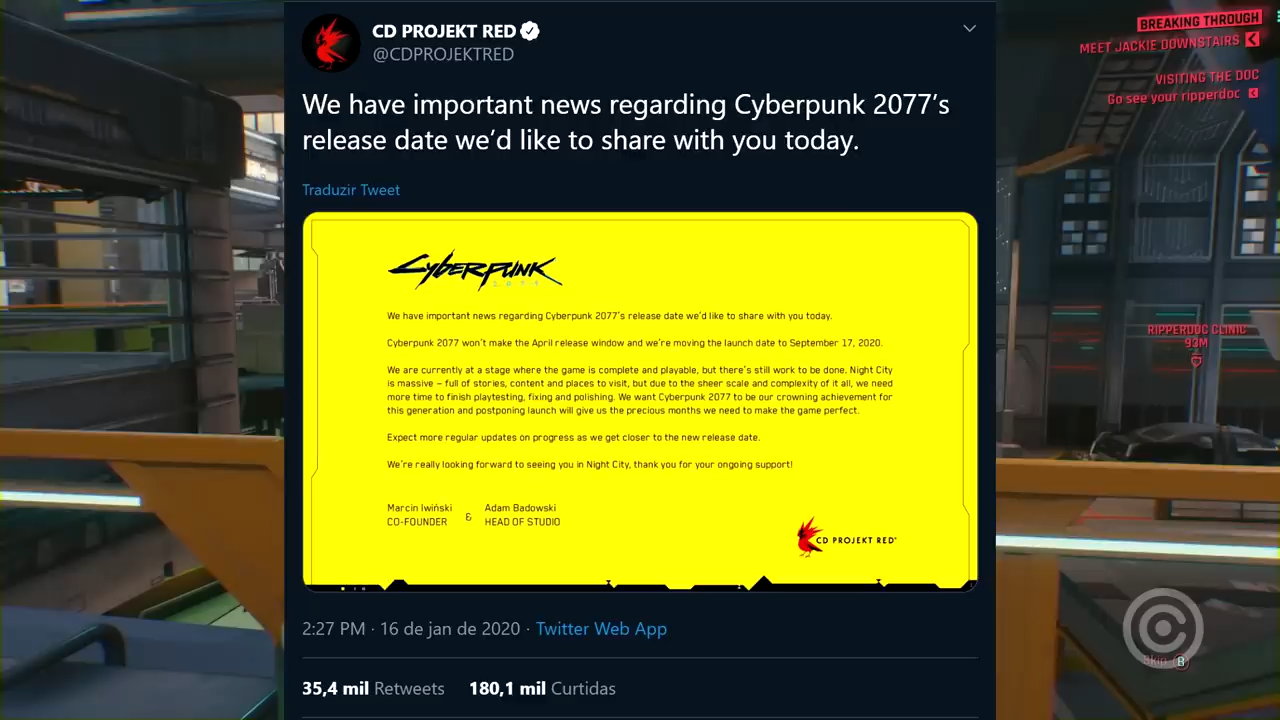 CD PROJEKT RED
@CDPROJEKTRED
We have important news regarding Cyberpunk 2077’s
release date we’d like to share with you today.
Traduzir Tweet
CYBERPUNK
2077
We have important news regarding Cyberpunk 2077’s release date we’d like to share with you today.
Cyberpunk 2077 won’t make the April release window and we’re moving the launch date to September 17, 2020.
We are currently at a stage where the game is complete and playable, but there’s still work to be done. Night City
is massive – full of stories, content and places to visit, but due to the sheer scale and complexity of it all, we need
more time to finish playtesting, fixing and polishing. We want Cyberpunk 2077 to be our crowning achievement for
this generation and postponing launch will give us the precious months we need to make the game perfect.
Expect more regular updates on progress as we get closer to the new release date.
We’re really looking forward to seeing you in Night City, thank you for your ongoing support!
Marcin Iwiński & Adam Badowski
CO-FOUNDER HEAD OF STUDIO
CD PROJEKT RED®
2:27 PM · 16 de jan de 2020 · Twitter Web App
35,4 mil Retweets 180,1 mil Curtidas
BREAKING THROUGH
MEET JACKIE DOWNSTAIRS
VISITING THE DOC
Go see your ripperdoc
RIPPERDOC CLINIC
93M
Skip R